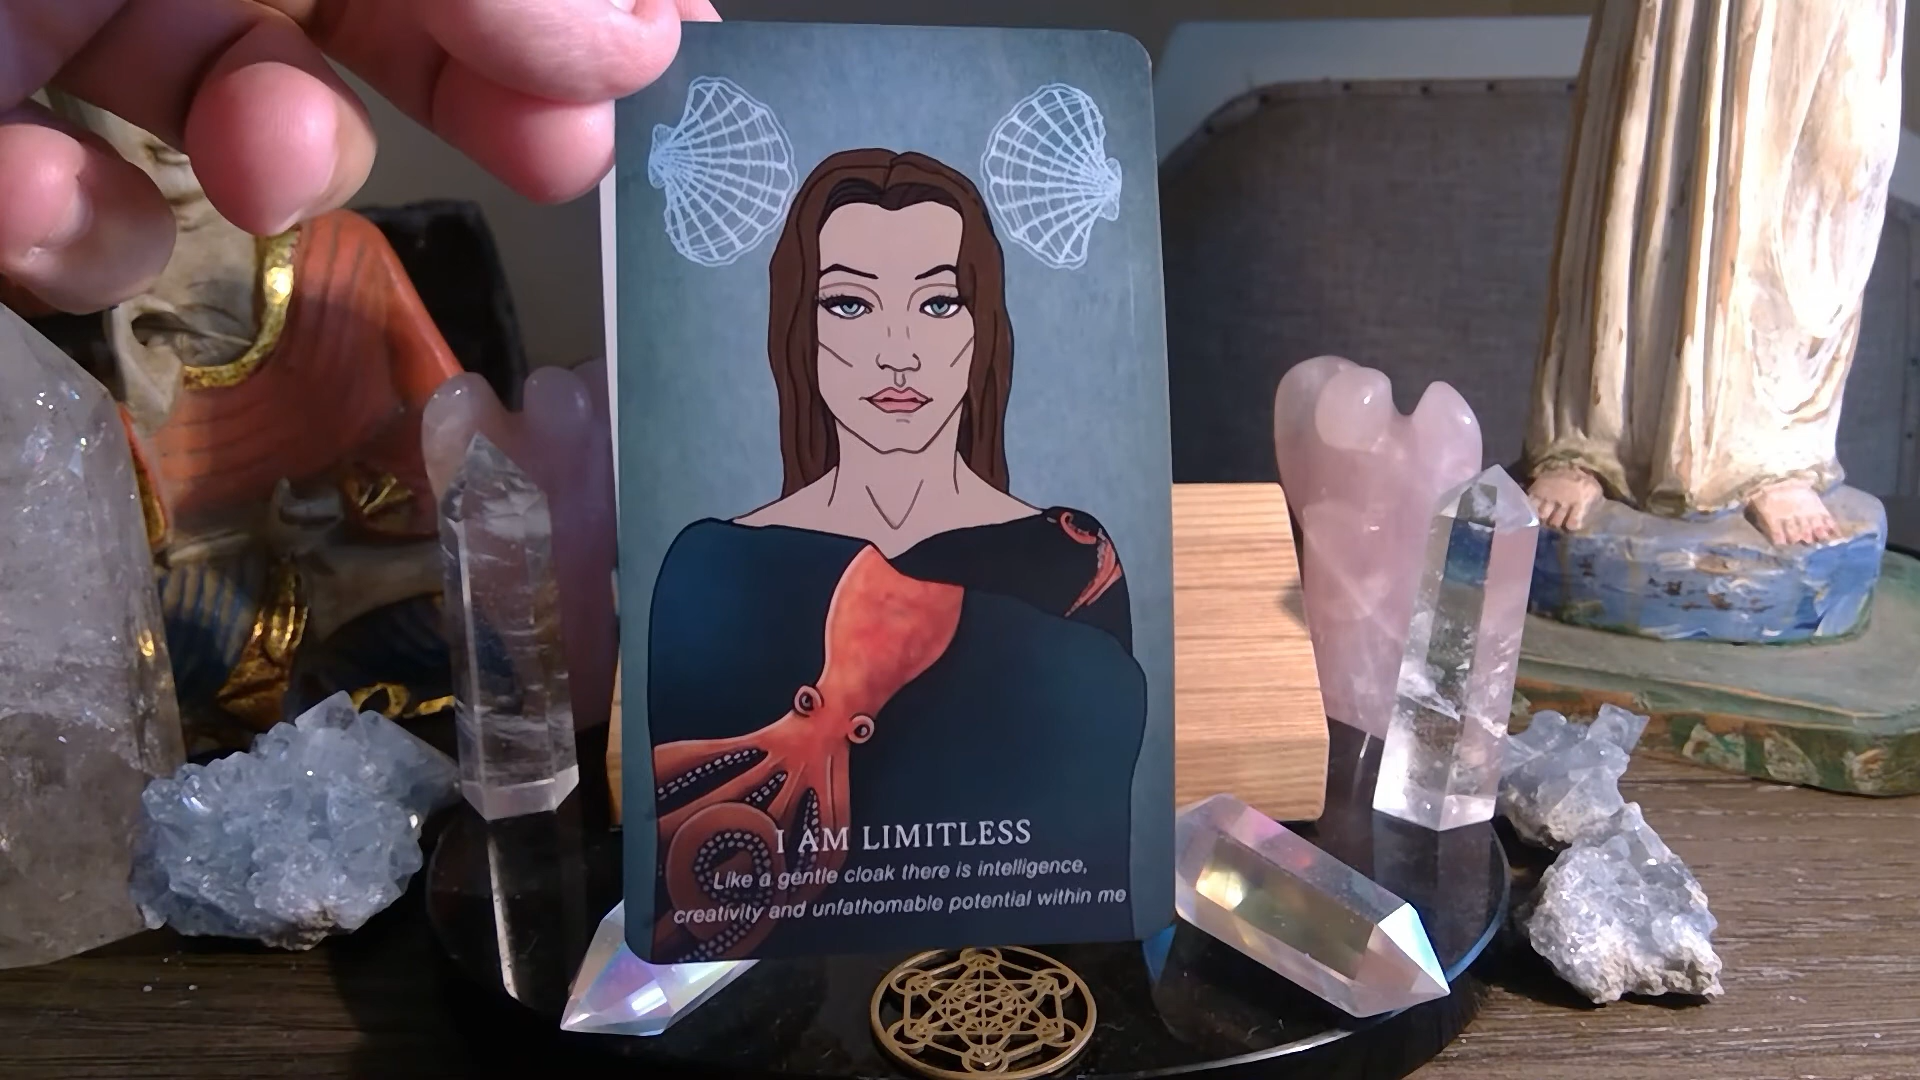 I AM LIMITLESS
Like a gentle cloak there is intelligence,
creativity and unfathomable potential within me